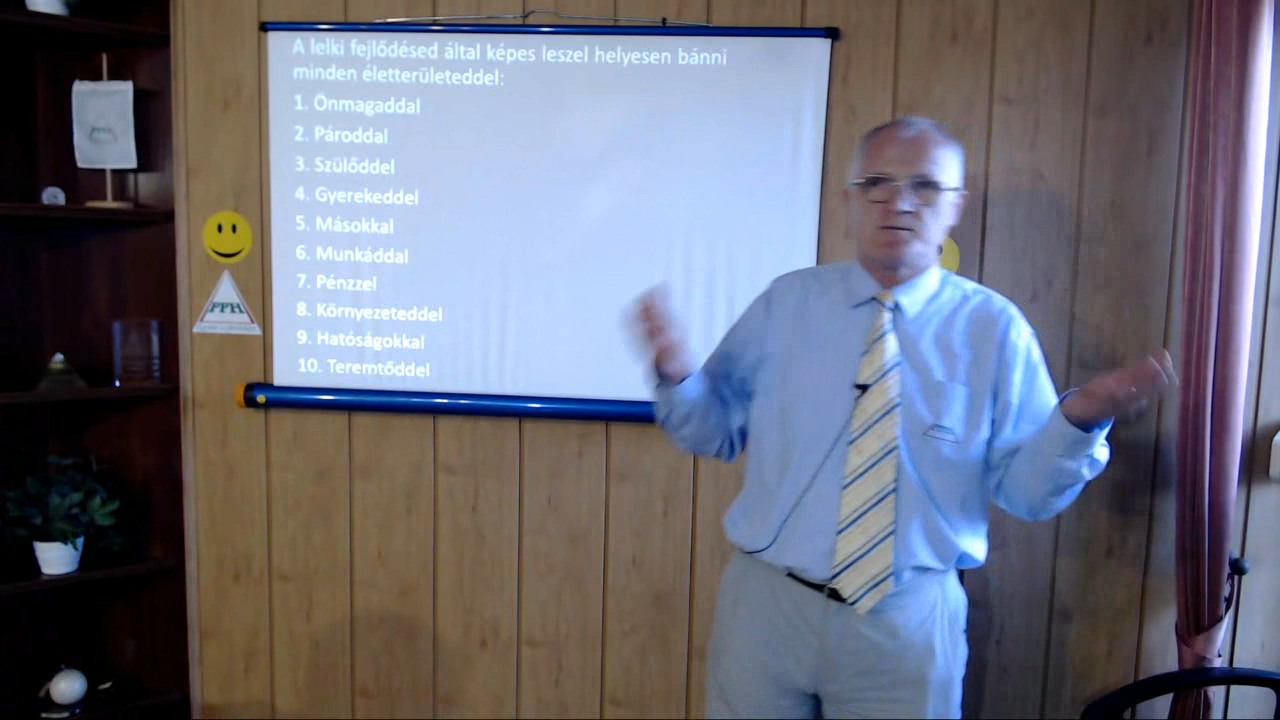 A lelki fejlődésed által képes leszel helyesen bánni
minden életterületeddel:
1. Önmagaddal
2. Pároddal
3. Szülőddel
4. Gyerekeddel
5. Másokkal
6. Munkáddal
7. Pénzzel
8. Környezeteddel
9. Hatóságokkal
10. Teremtőddel
PPH